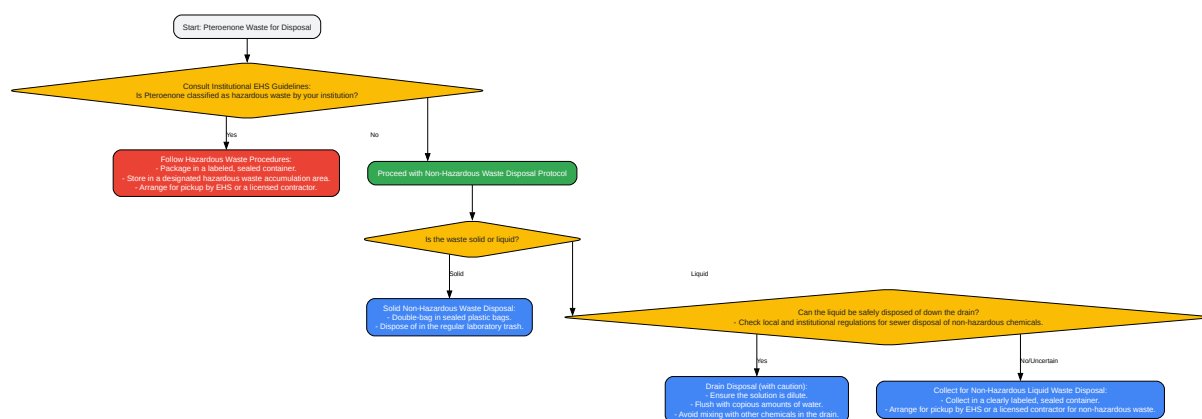 Start: Pteroenone Waste for Disposal
Consult Institutional EHS Guidelines:
Is Pteroenone classified as hazardous waste by your institution?
Yes
No
Follow Hazardous Waste Procedures:
- Package in a labeled, sealed container.
- Store in a designated hazardous waste accumulation area.
- Arrange for pickup by EHS or a licensed contractor.
Proceed with Non-Hazardous Waste Disposal Protocol
Is the waste solid or liquid?
Solid
Liquid
Solid Non-Hazardous Waste Disposal:
- Double-bag in sealed plastic bags.
- Dispose of in the regular laboratory trash.
Can the liquid be safely disposed of down the drain?
- Check local and institutional regulations for sewer disposal of non-hazardous chemicals.
Yes
No/Uncertain
Drain Disposal (with caution):
- Ensure the solution is dilute.
- Flush with copious amounts of water.
- Avoid mixing with other chemicals in the drain.
Collect for Non-Hazardous Liquid Waste Disposal:
- Collect in a clearly labeled, sealed container.
- Arrange for pickup by EHS or a licensed contractor for non-hazardous waste.